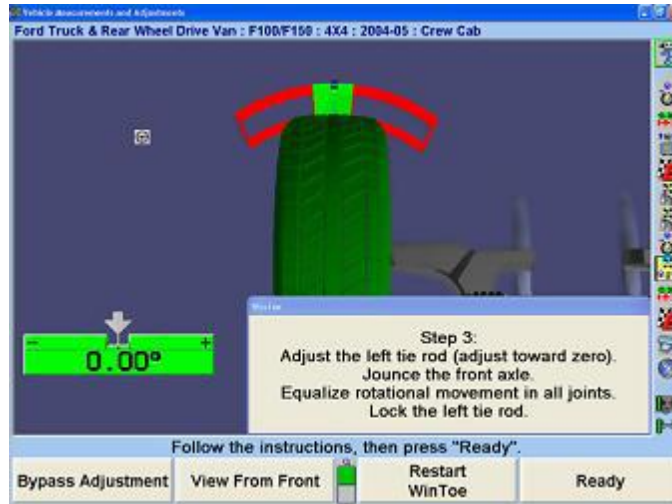 Vehicle Measurements and Adjustments
Ford Truck & Rear Wheel Drive Van : F100/F150 : 4X4 : 2004-05 : Crew Cab
WinToe
Step 3:
Adjust the left tie rod (adjust toward zero).
Jounce the front axle.
Equalize rotational movement in all joints.
Lock the left tie rod.
- +
0.00°
Follow the instructions, then press "Ready".
Bypass Adjustment
View From Front
Restart
WinToe
Ready